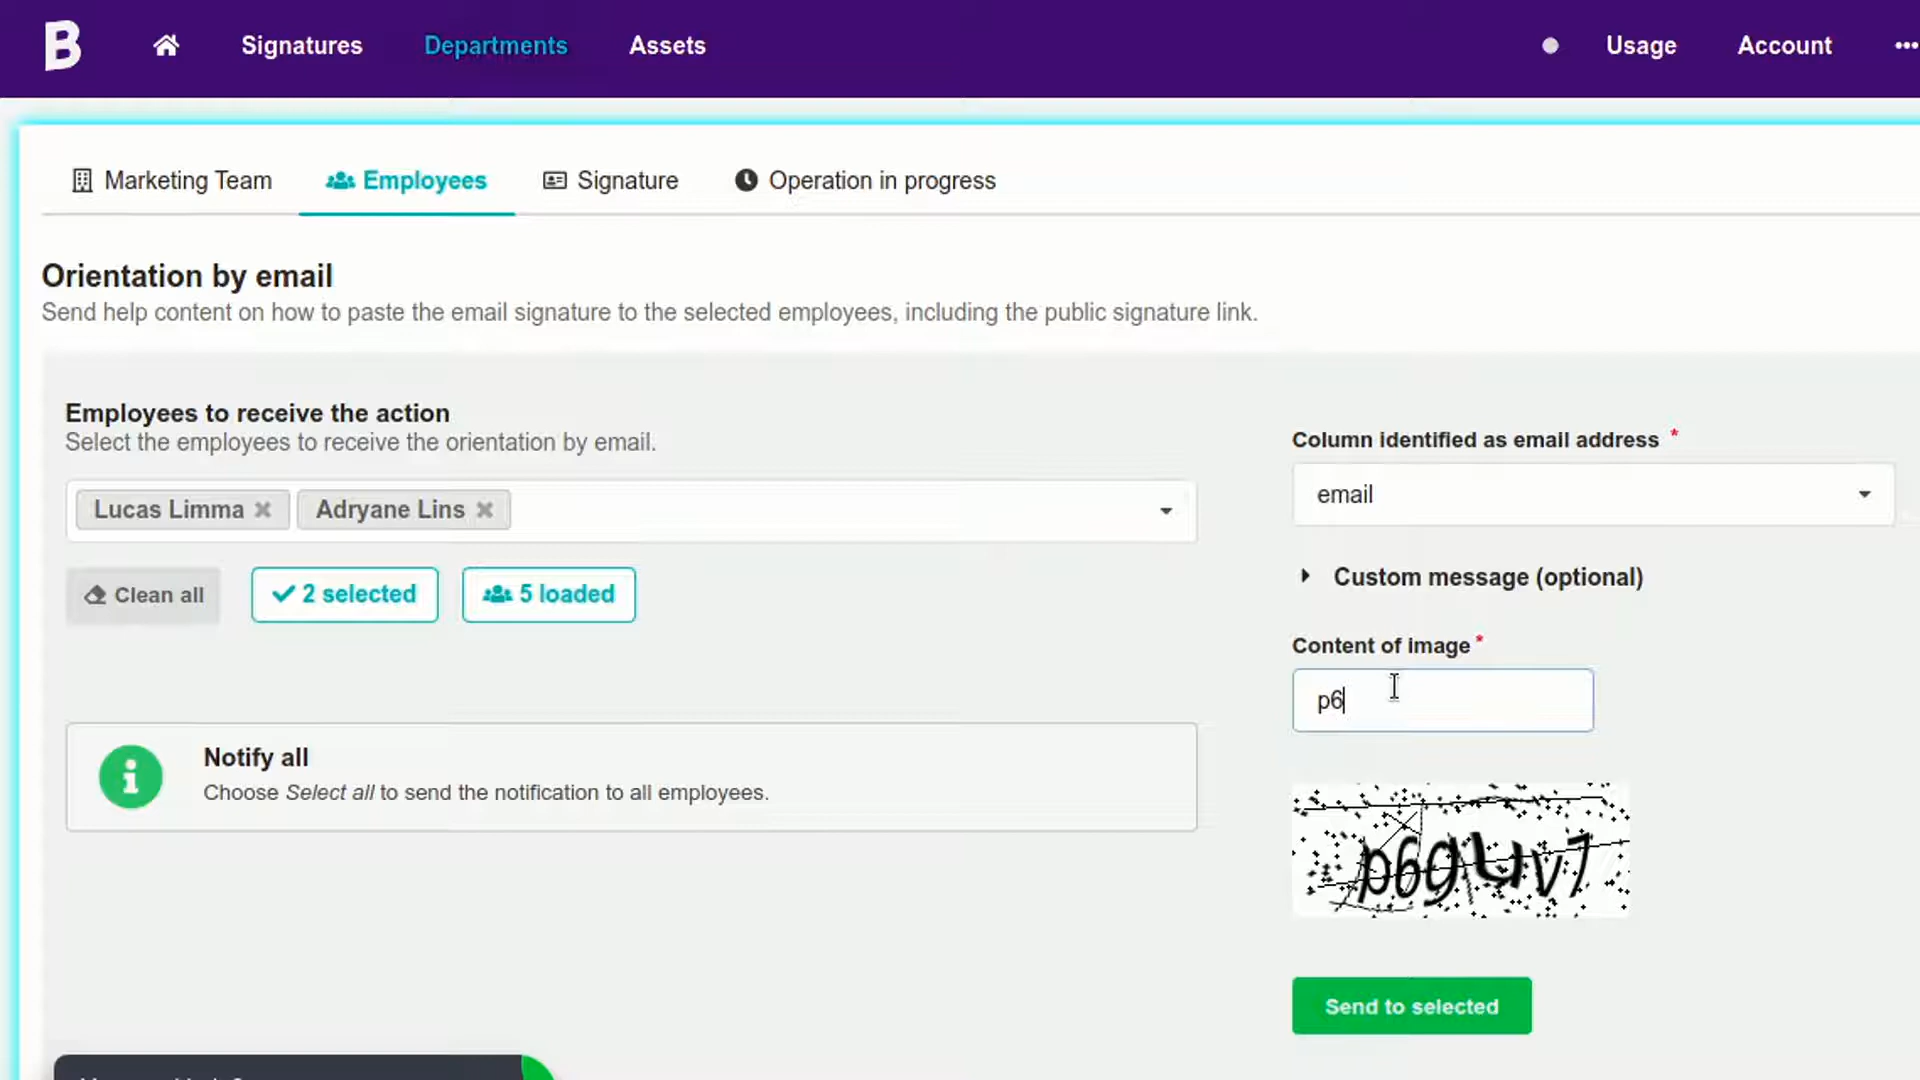 B Signatures Departments Assets Usage Account •••
Marketing Team Employees Signature Operation in progress
Orientation by email
Send help content on how to paste the email signature to the selected employees, including the public signature link.
Employees to receive the action
Select the employees to receive the orientation by email.
Lucas Limma Adryane Lins
Clean all 2 selected 5 loaded
Notify all
Choose Select all to send the notification to all employees.
Column identified as email address *
email
Custom message (optional)
Content of image *
p6
Send to selected